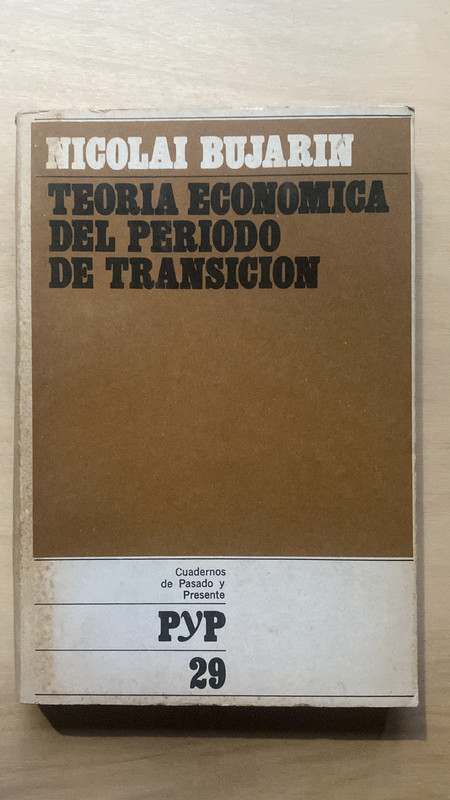 NICOLAI BUJARIN
TEORIA ECONOMICA
DEL PERIODO
DE TRANSICION
Cuadernos
de Pasado y
Presente
PyP
29